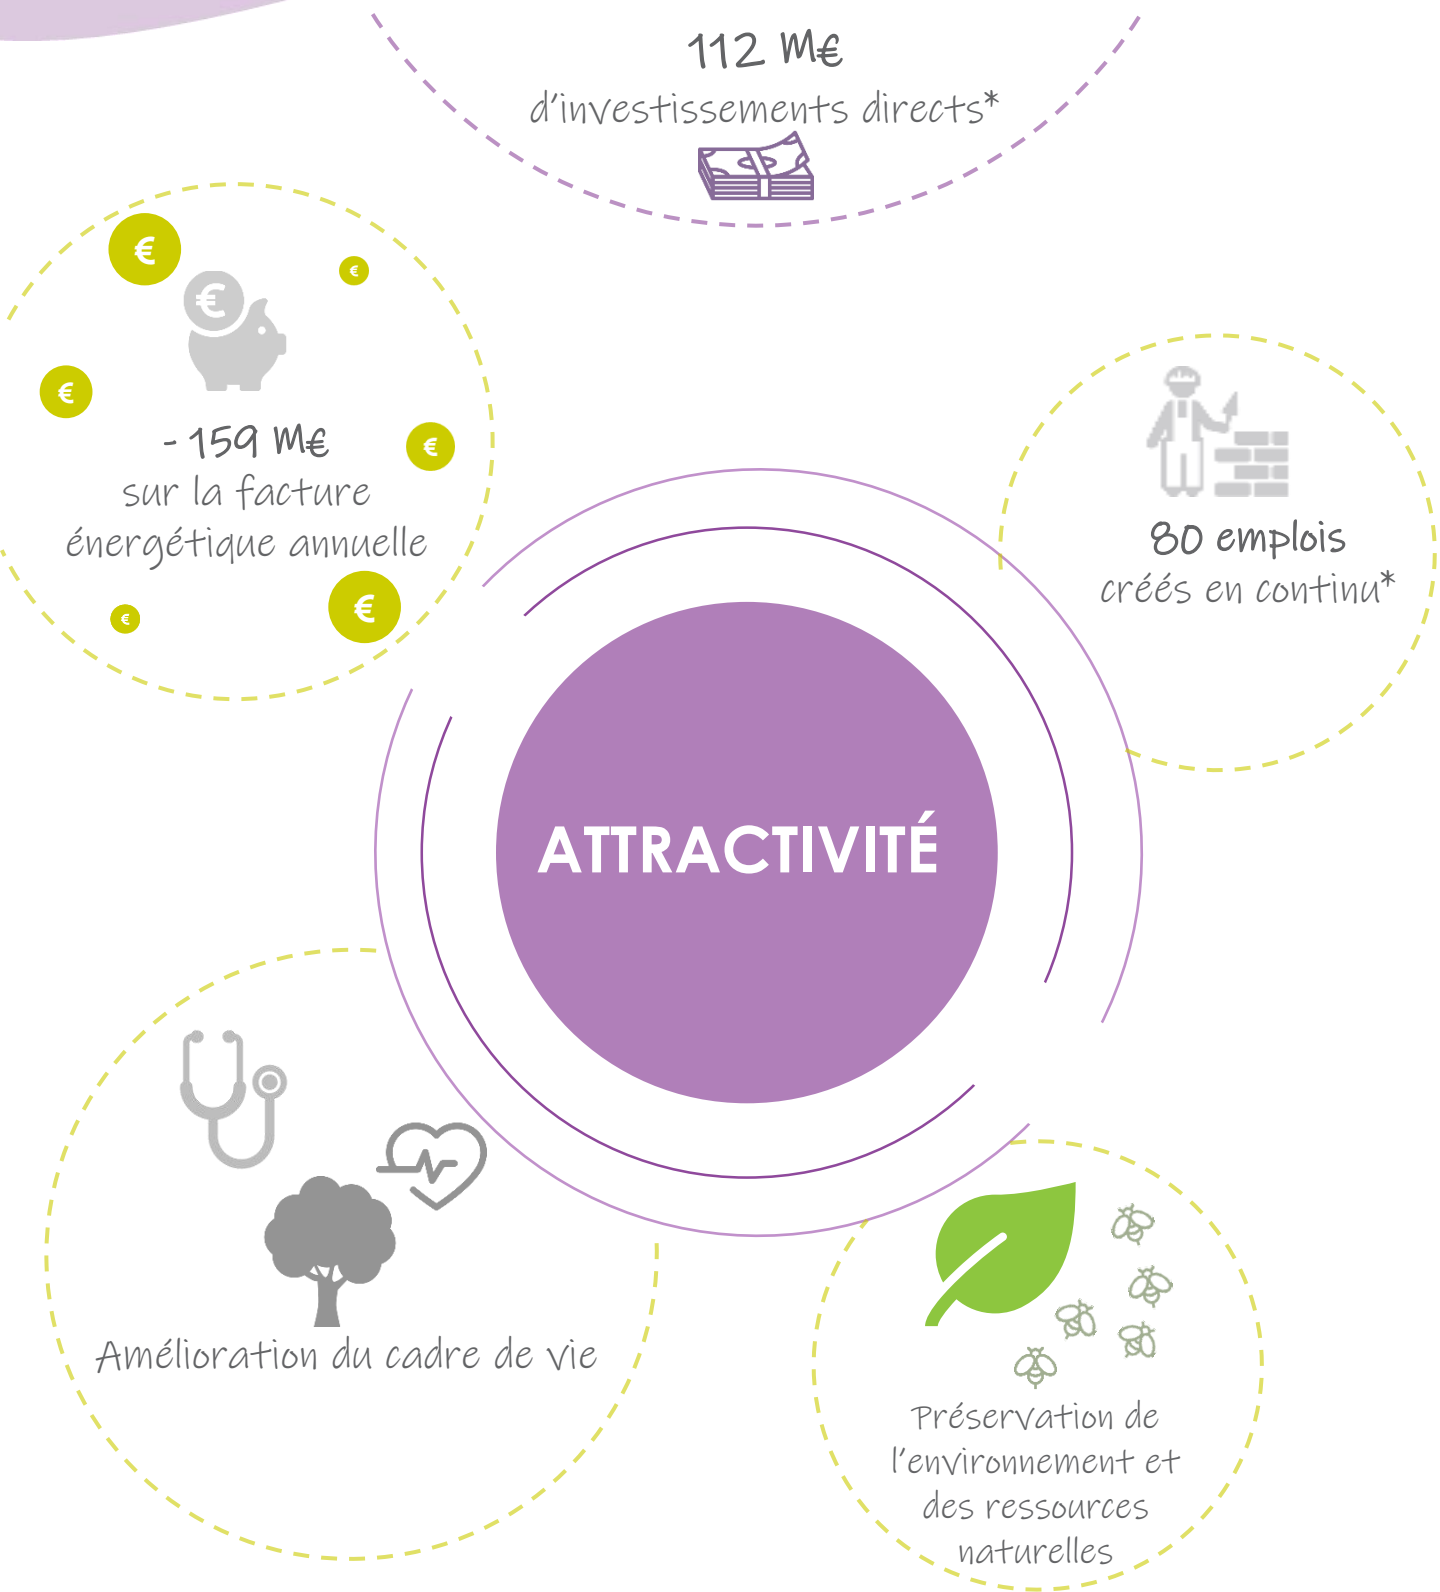 112 M€
d'investissements directs*
€
€
€
€
- 159 M€
€
sur la facture
énergétique annuelle
€
€
80 emplois
créés en continu*
ATTRACTIVITÉ
Amélioration du cadre de vie
Préservation de
l'environnement et
des ressources
naturelles